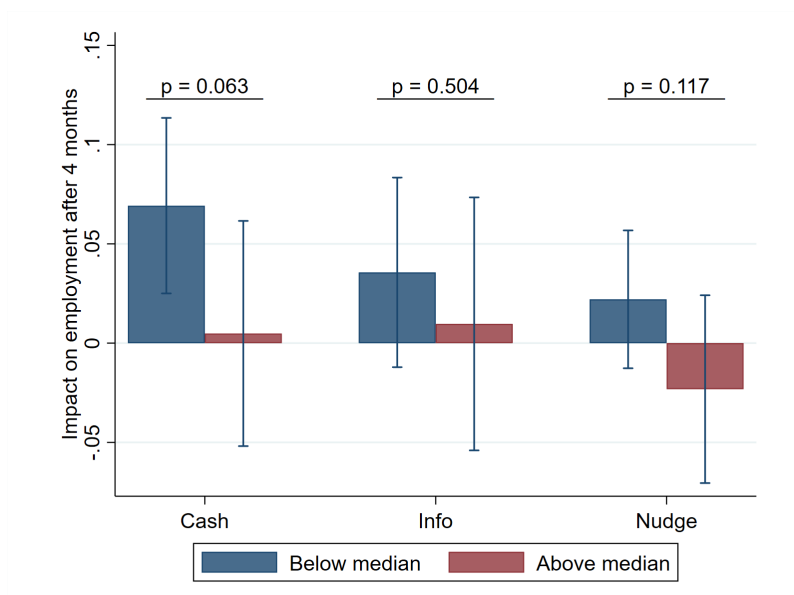 Impact on employment after 4 months
.15
.1
.05
0
-.05
p = 0.063
p = 0.504
p = 0.117
Cash
Info
Nudge
Below median
Above median